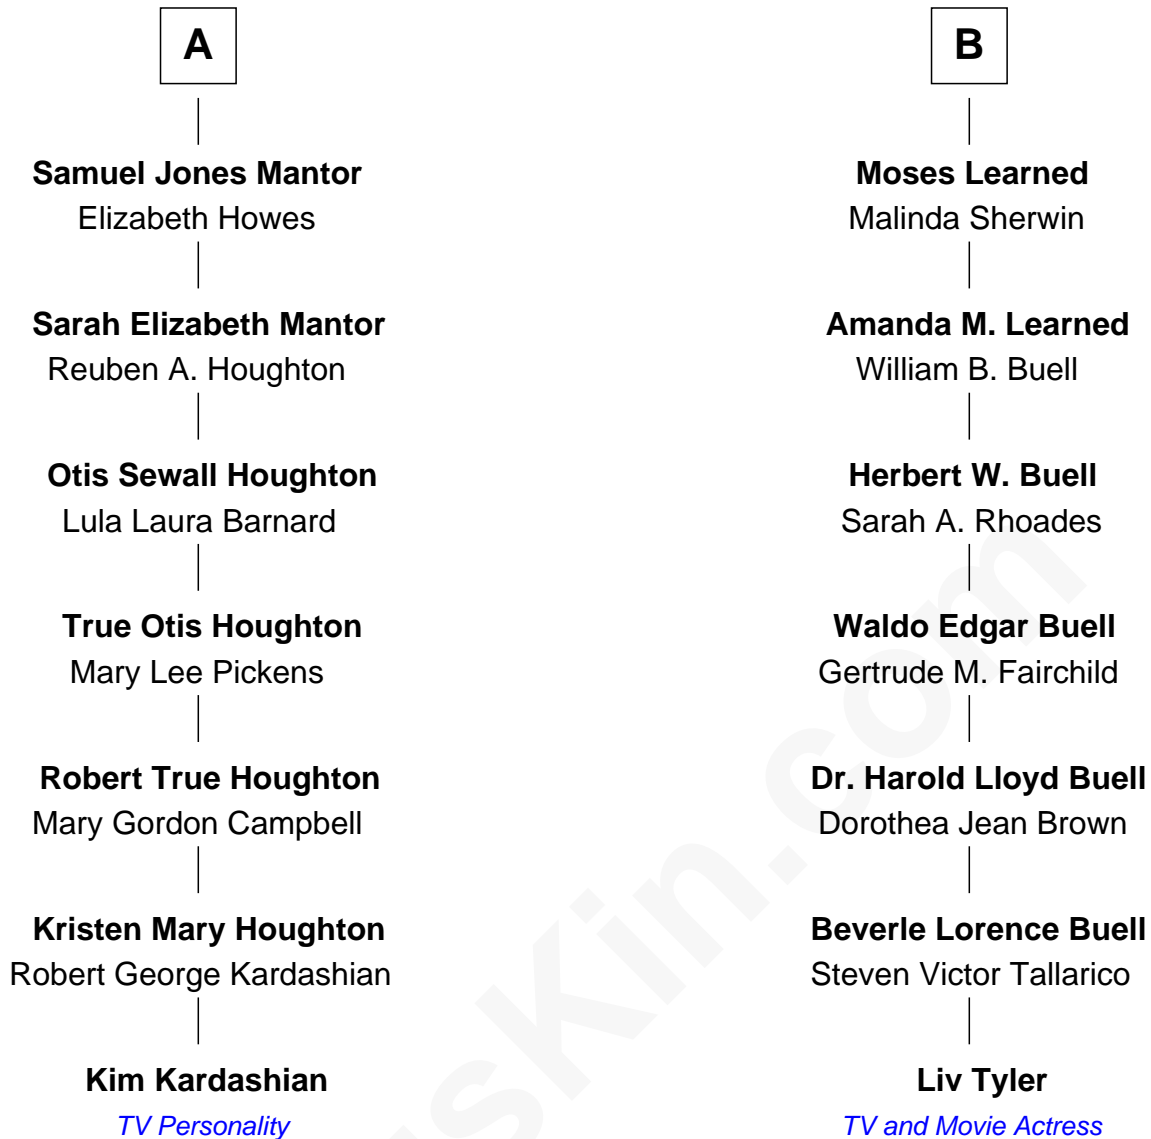 A
Samuel Jones Mantor
Elizabeth Howes
Sarah Elizabeth Mantor
Reuben A. Houghton
Otis Sewall Houghton
Lula Laura Barnard
True Otis Houghton
Mary Lee Pickens
Robert True Houghton
Mary Gordon Campbell
Kristen Mary Houghton
Robert George Kardashian
Kim Kardashian
TV Personality
B
Moses Learned
Malinda Sherwin
Amanda M. Learned
William B. Buell
Herbert W. Buell
Sarah A. Rhoades
Waldo Edgar Buell
Gertrude M. Fairchild
Dr. Harold Lloyd Buell
Dorothea Jean Brown
Beverle Lorence Buell
Steven Victor Tallarico
Liv Tyler
TV and Movie Actress